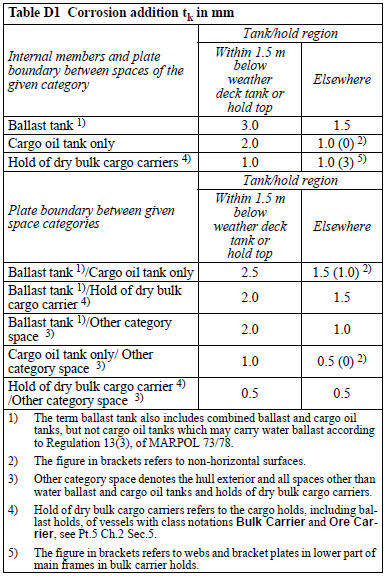 Table D1 Corrosion addition tk in mm
Tank/hold region
Internal members and plate
boundary between spaces of the
given category
Within 1.5 m
below
weather
deck tank or
hold top
Elsewhere
Ballast tank 1) 3.0 1.5
Cargo oil tank only 2.0 1.0 (0) 2)
Hold of dry bulk cargo carriers 4) 1.0 1.0 (3) 5)
Tank/hold region
Plate boundary between given
space categories
Within 1.5 m
below
weather deck
tank or
hold top
Elsewhere
Ballast tank 1)/Cargo oil tank only 2.5 1.5 (1.0) 2)
Ballast tank 1)/Hold of dry bulk
cargo carrier 4) 2.0 1.5
Ballast tank 1)/Other category
space 3) 2.0 1.0
Cargo oil tank only/ Other
category space 3) 1.0 0.5 (0) 2)
Hold of dry bulk cargo carrier 4)
/Other category space 3) 0.5 0.5
1) The term ballast tank also includes combined ballast and cargo oil
tanks, but not cargo oil tanks which may carry water ballast according
to Regulation 13(3), of MARPOL 73/78.
2) The figure in brackets refers to non-horizontal surfaces.
3) Other category space denotes the hull exterior and all spaces other than
water ballast and cargo oil tanks and holds of dry bulk cargo carriers.
4) Hold of dry bulk cargo carriers refers to the cargo holds, including bal-
last holds, of vessels with class notations Bulk Carrier and Ore Car-
rier, see Pt.5 Ch.2 Sec.5.
5) The figure in brackets refers to webs and bracket plates in lower part of
main frames in bulk carrier holds.